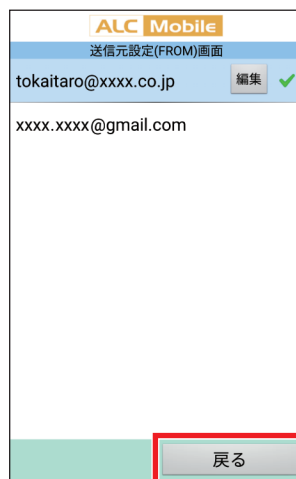 ALC Mobile
送信元設定(FROM)画面
tokaitaro@xxxx.co.jp 編集
xxxx.xxxx@gmail.com
戻る